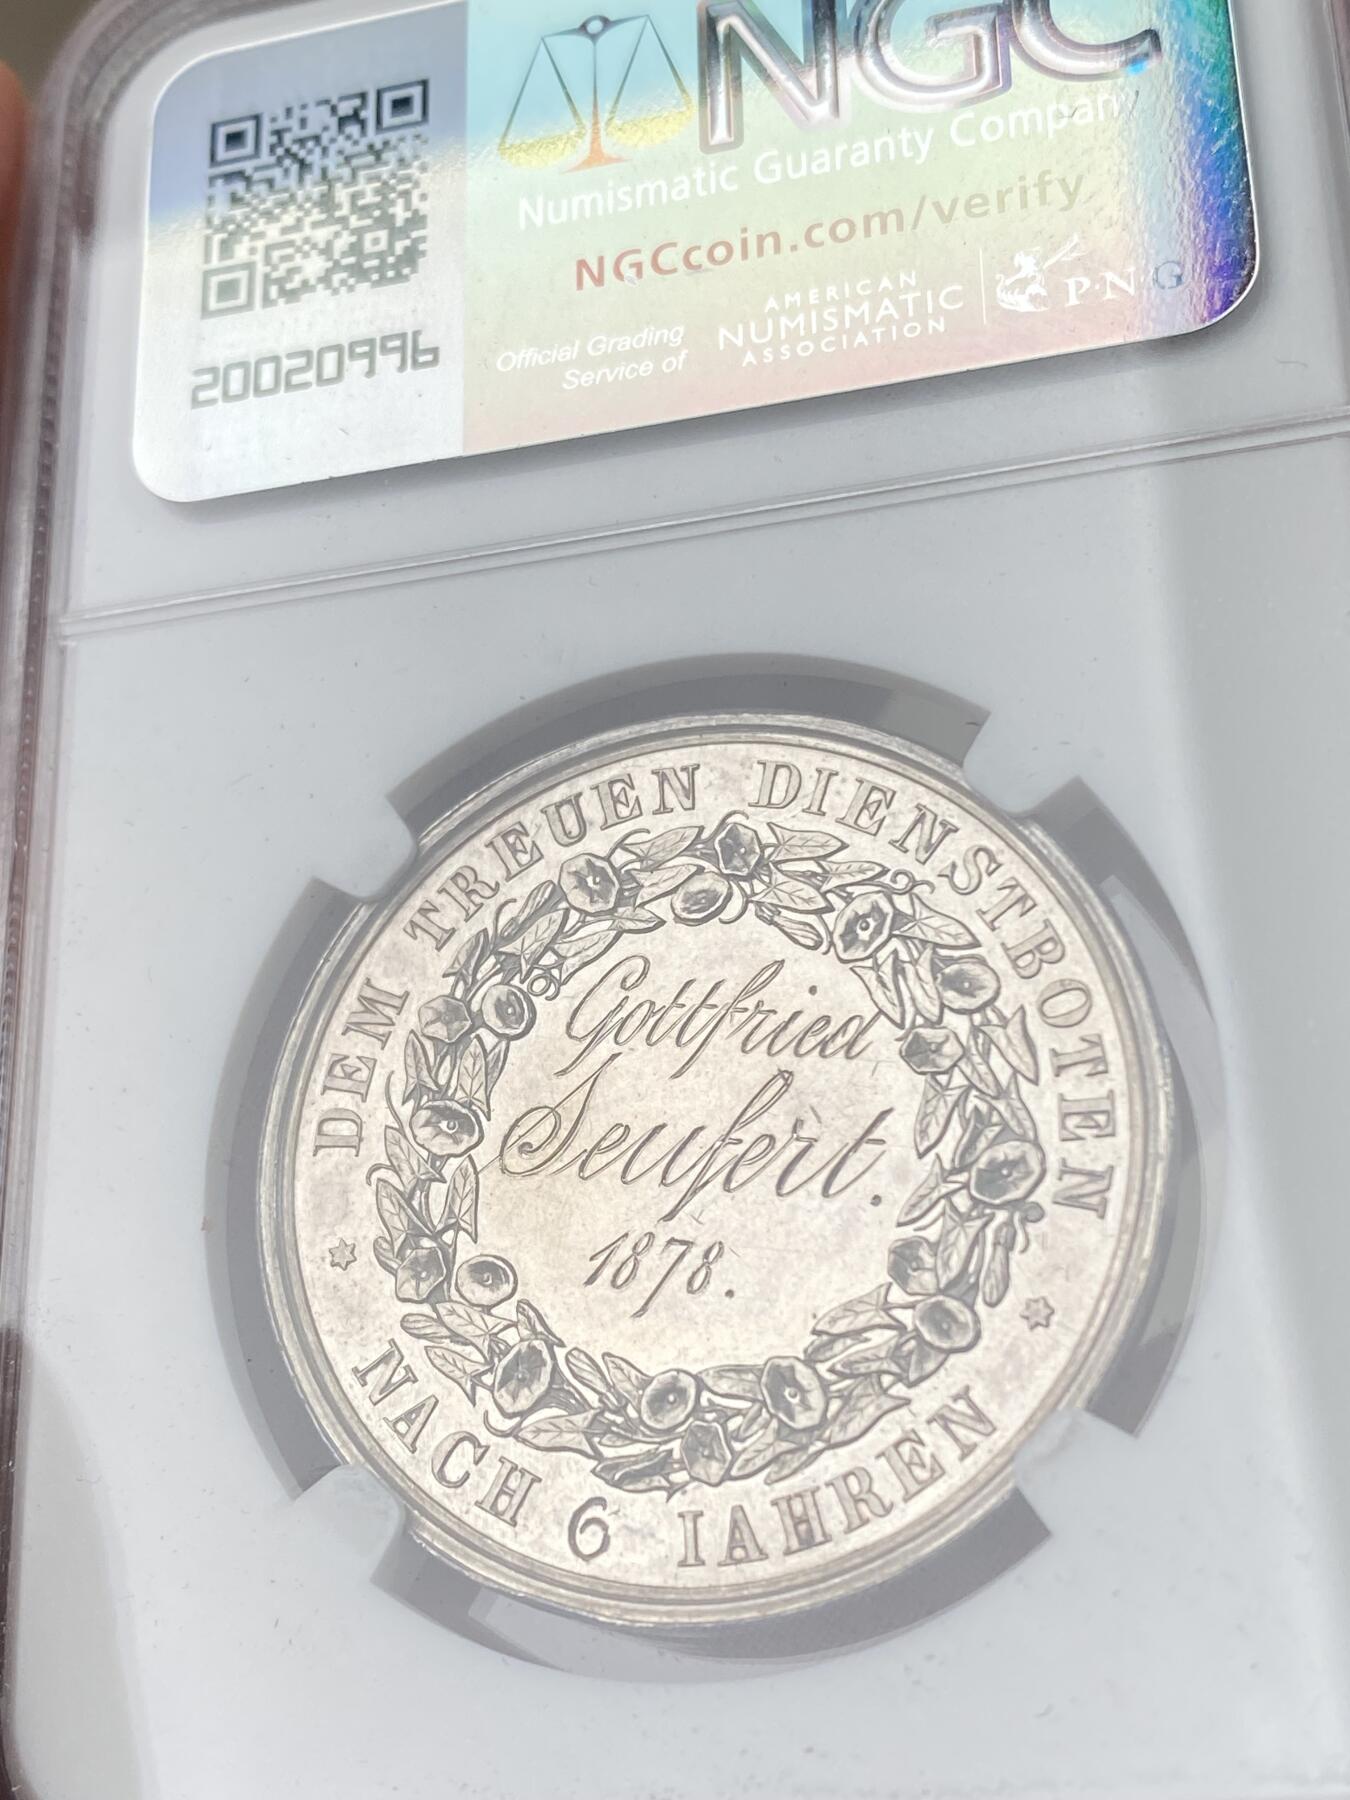 NGC
Numismatic Guaranty Company
NGCcoin.com/verify
Official Grading
Service of
AMERICAN
NUMISMATIC
ASSOCIATION
P·N·G
20020996
DEM TREUEN DIENSTBOTEN
Gottfried
Seufert.
1878.
NACH 6 IAHREN